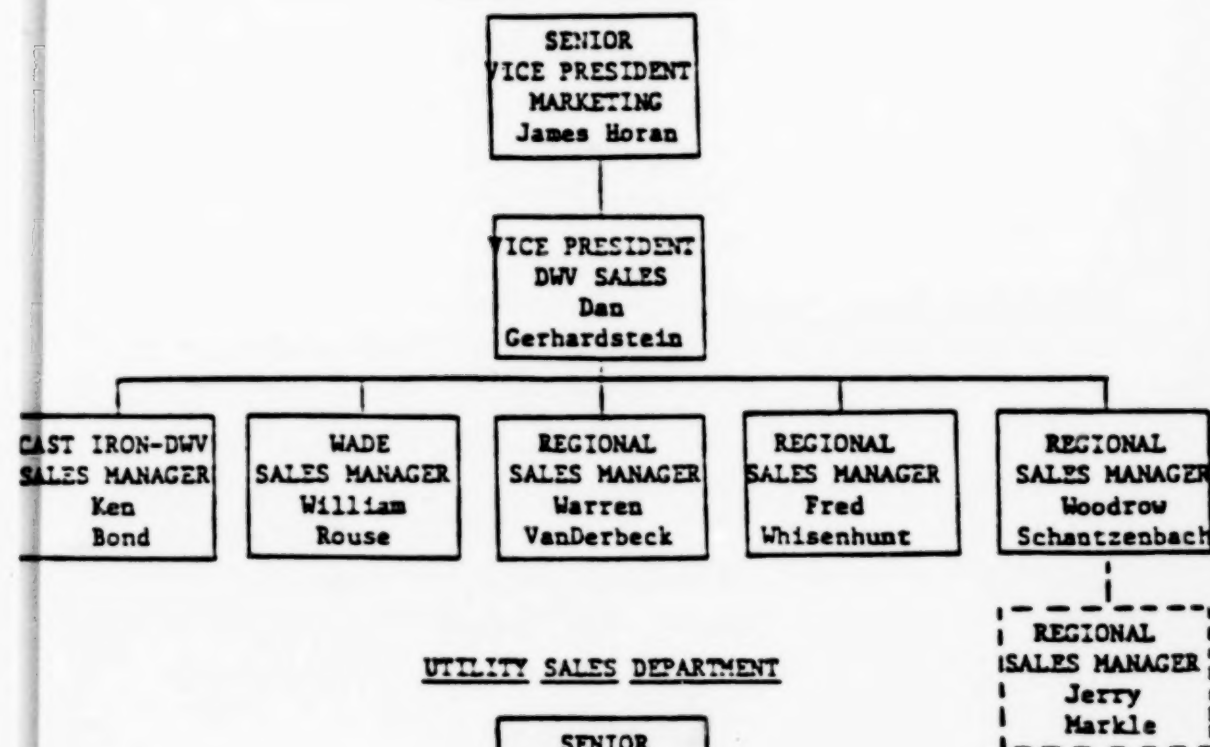 SENIOR
VICE PRESIDENT
MARKETING
James Horan
VICE PRESIDENT
DWV SALES
Dan
Gerhardstein
CAST IRON-DWV
SALES MANAGER
Ken
Bond
WADE
SALES MANAGER
William
Rouse
REGIONAL
SALES MANAGER
Warren
VanDerbeck
REGIONAL
SALES MANAGER
Fred
Whisenhunt
REGIONAL
SALES MANAGER
Woodrow
Schantzenbach
REGIONAL
SALES MANAGER
Jerry
Markle
UTILITY SALES DEPARTMENT
SENIOR